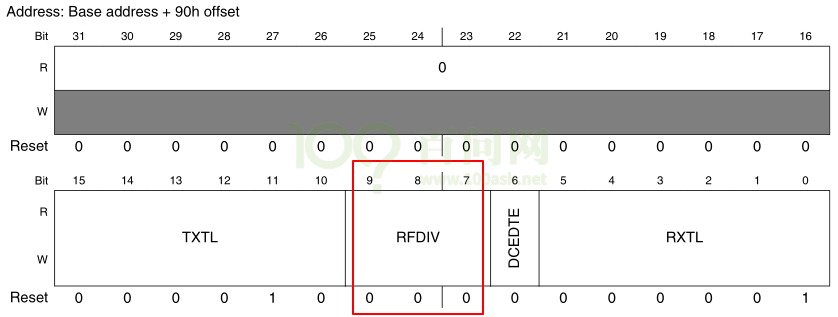 Address: Base address + 90h offset
Bit 31 30 29 28 27 26 25 24 23 22 21 20 19 18 17 16
R 0
W
Reset 0 0 0 0 0 0 0 0 0 0 0 0 0 0 0 0
100? 百问网
www.100ask.net
Bit 15 14 13 12 11 10 9 8 7 6 5 4 3 2 1 0
R
TXTL RFDIV DCEDTE RXTL
W
Reset 0 0 0 0 1 0 0 0 0 0 0 0 0 0 0 1